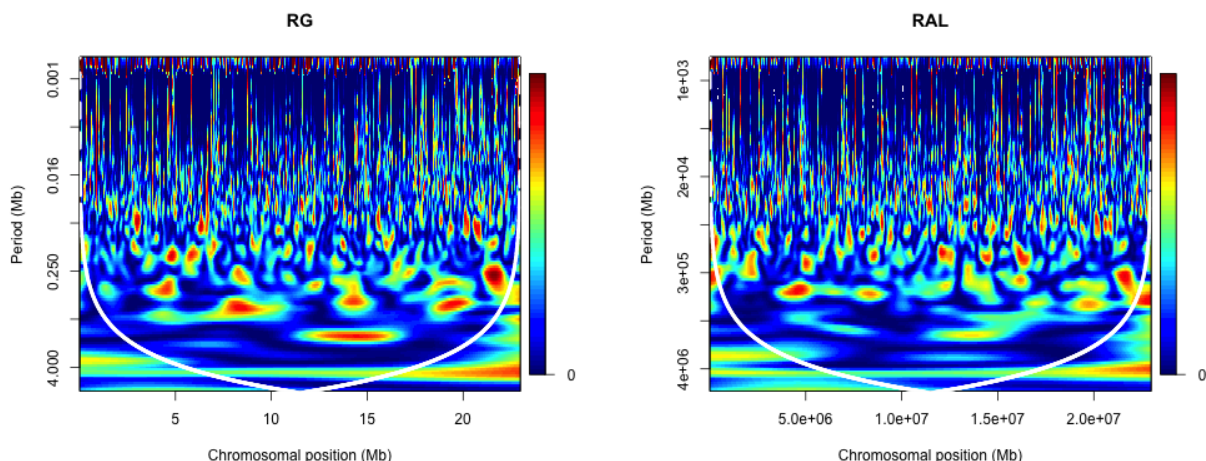 RG
Period (Mb)
0.001
0.016
0.250
4.000
0
5
10
15
20
Chromosomal position (Mb)
RAL
Period (Mb)
1e+03
2e+04
3e+05
4e+06
0
5.0e+06
1.0e+07
1.5e+07
2.0e+07
Chromosomal position (Mb)